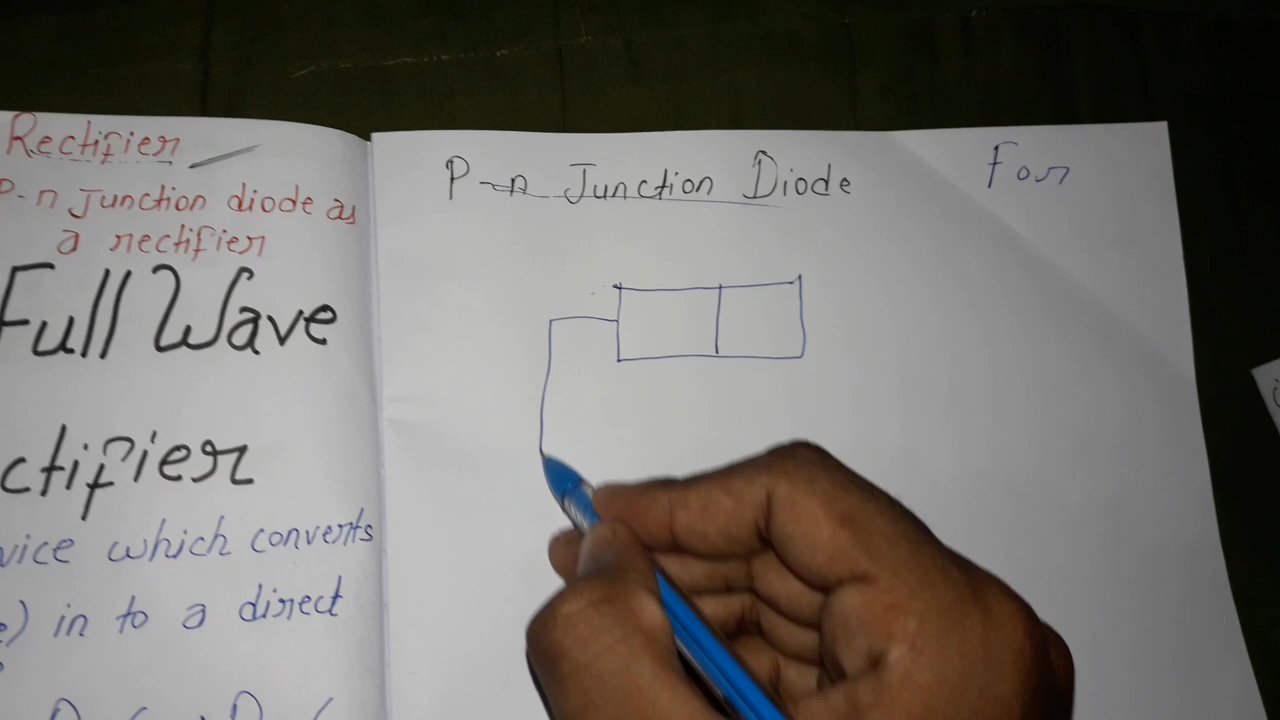 Rectifier
P-n Junction diode as
a rectifier
Full Wave
ctifier
vice which converts
e) in to a direct
P-n Junction Diode
For